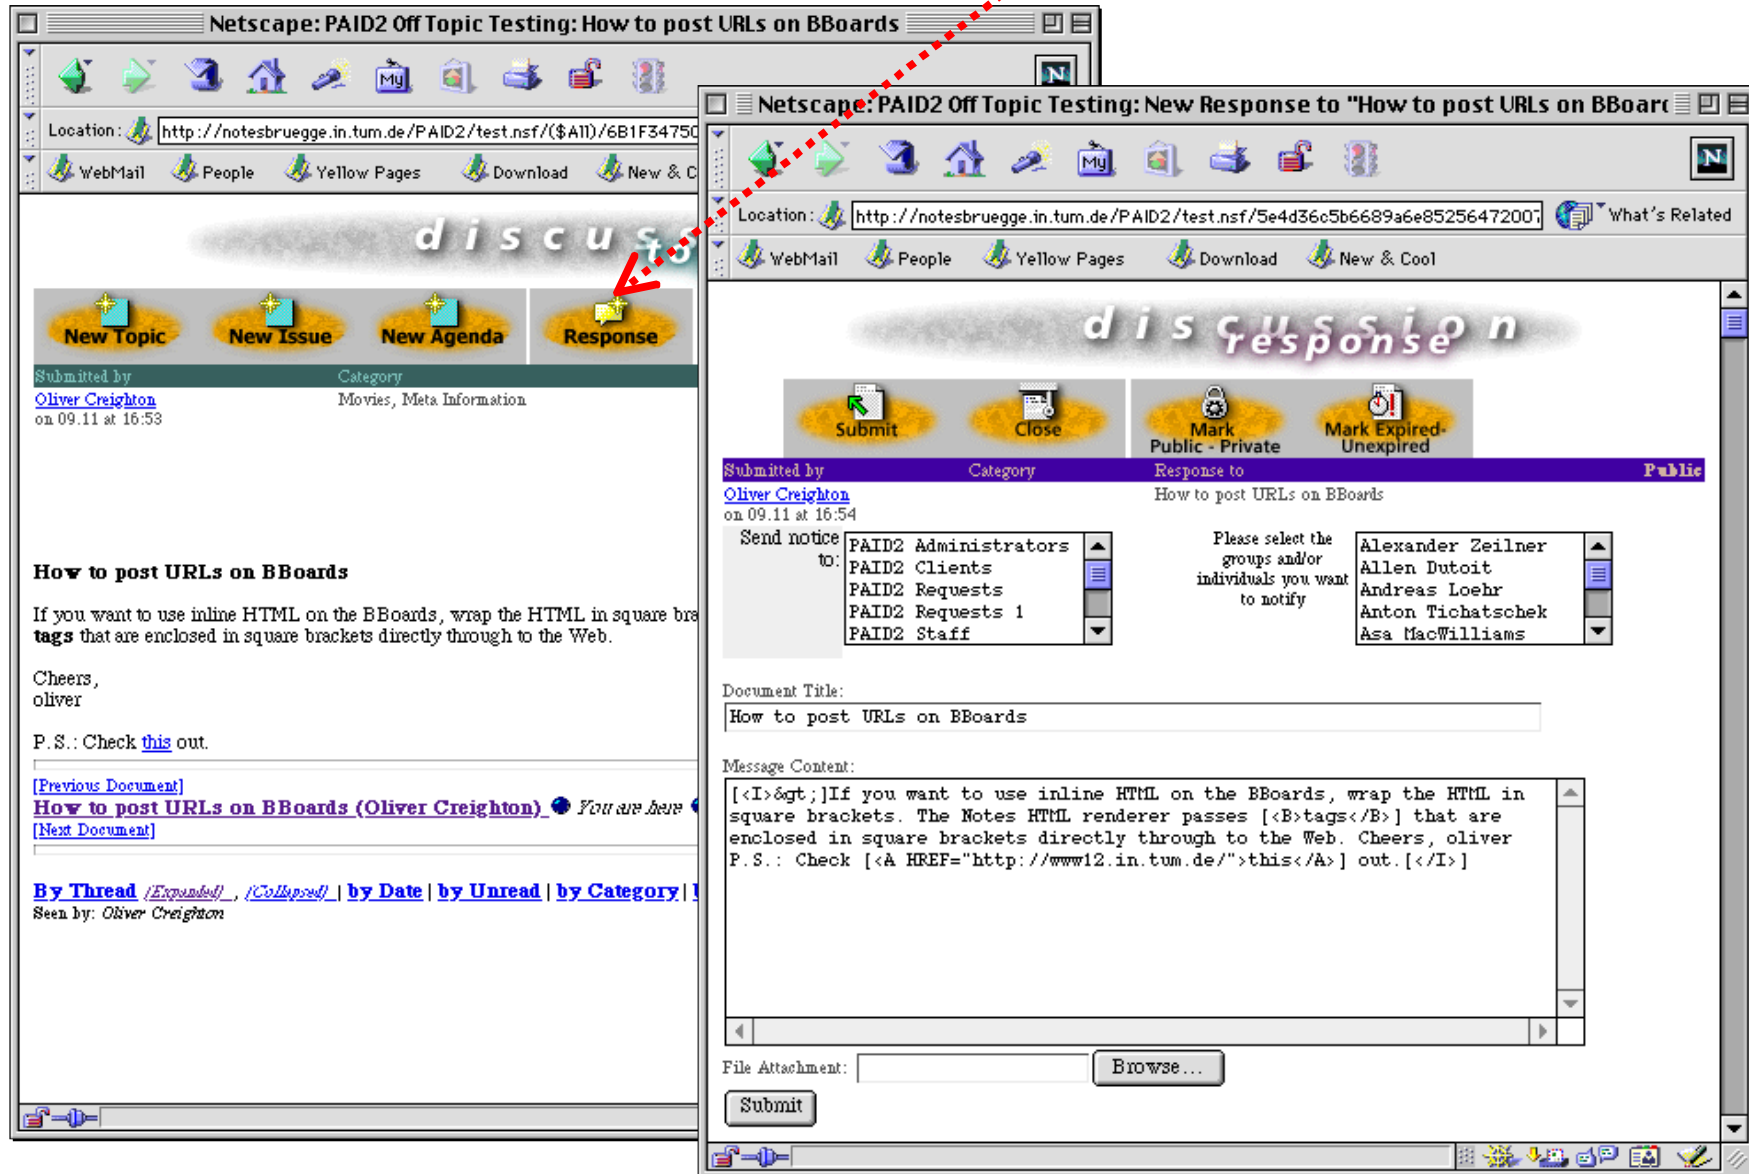 Netscape: PAID2 Off Topic Testing: How to post URLs on BBoards
My
N
Location: http://notesbruegge.in.tum.de/PAID2/test.nsf/($All)/6B1F34750
WebMail People Yellow Pages Download New & C
discuss
to
New Topic New Issue New Agenda Response
Submitted by Category
Oliver Creighton Movies, Meta Information
on 09.11 at 16:53
How to post URLs on BBoards
If you want to use inline HTML on the BBoards, wrap the HTML in square bra
tags that are enclosed in square brackets directly through to the Web.
Cheers,
oliver
P.S.: Check this out.
[Previous Document]
How to post URLs on BBoards (Oliver Creighton) You are here
[Next Document]
By Thread (Expanded) , (Collapsed) | by Date | by Unread | by Category |
Seen by: Oliver Creighton
Netscape: PAID2 Off Topic Testing: New Response to "How to post URLs on BBoard
My
N
Location: http://notesbruegge.in.tum.de/PAID2/test.nsf/5e4d36c5b6689a6e85256472007 What's Related
WebMail People Yellow Pages Download New & Cool
discussion
response
Submit Close Mark Public - Private Mark Expired-Unexpired
Submitted by Category Response to Public
Oliver Creighton How to post URLs on BBoards
on 09.11 at 16:54
Send notice to:
PAID2 Administrators
PAID2 Clients
PAID2 Requests
PAID2 Requests 1
PAID2 Staff
Please select the
groups and/or
individuals you want
to notify
Alexander Zeilner
Allen Dutoit
Andreas Loehr
Anton Tichatschek
Asa MacWilliams
Document Title:
How to post URLs on BBoards
Message Content:
[<I>&gt;]If you want to use inline HTML on the BBoards, wrap the HTML in
square brackets. The Notes HTML renderer passes [<B>tags</B>] that are
enclosed in square brackets directly through to the Web. Cheers, oliver
P.S.: Check [<A HREF="http://www12.in.tum.de/">this</A>] out.[</I>]
File Attachment: Browse...
Submit